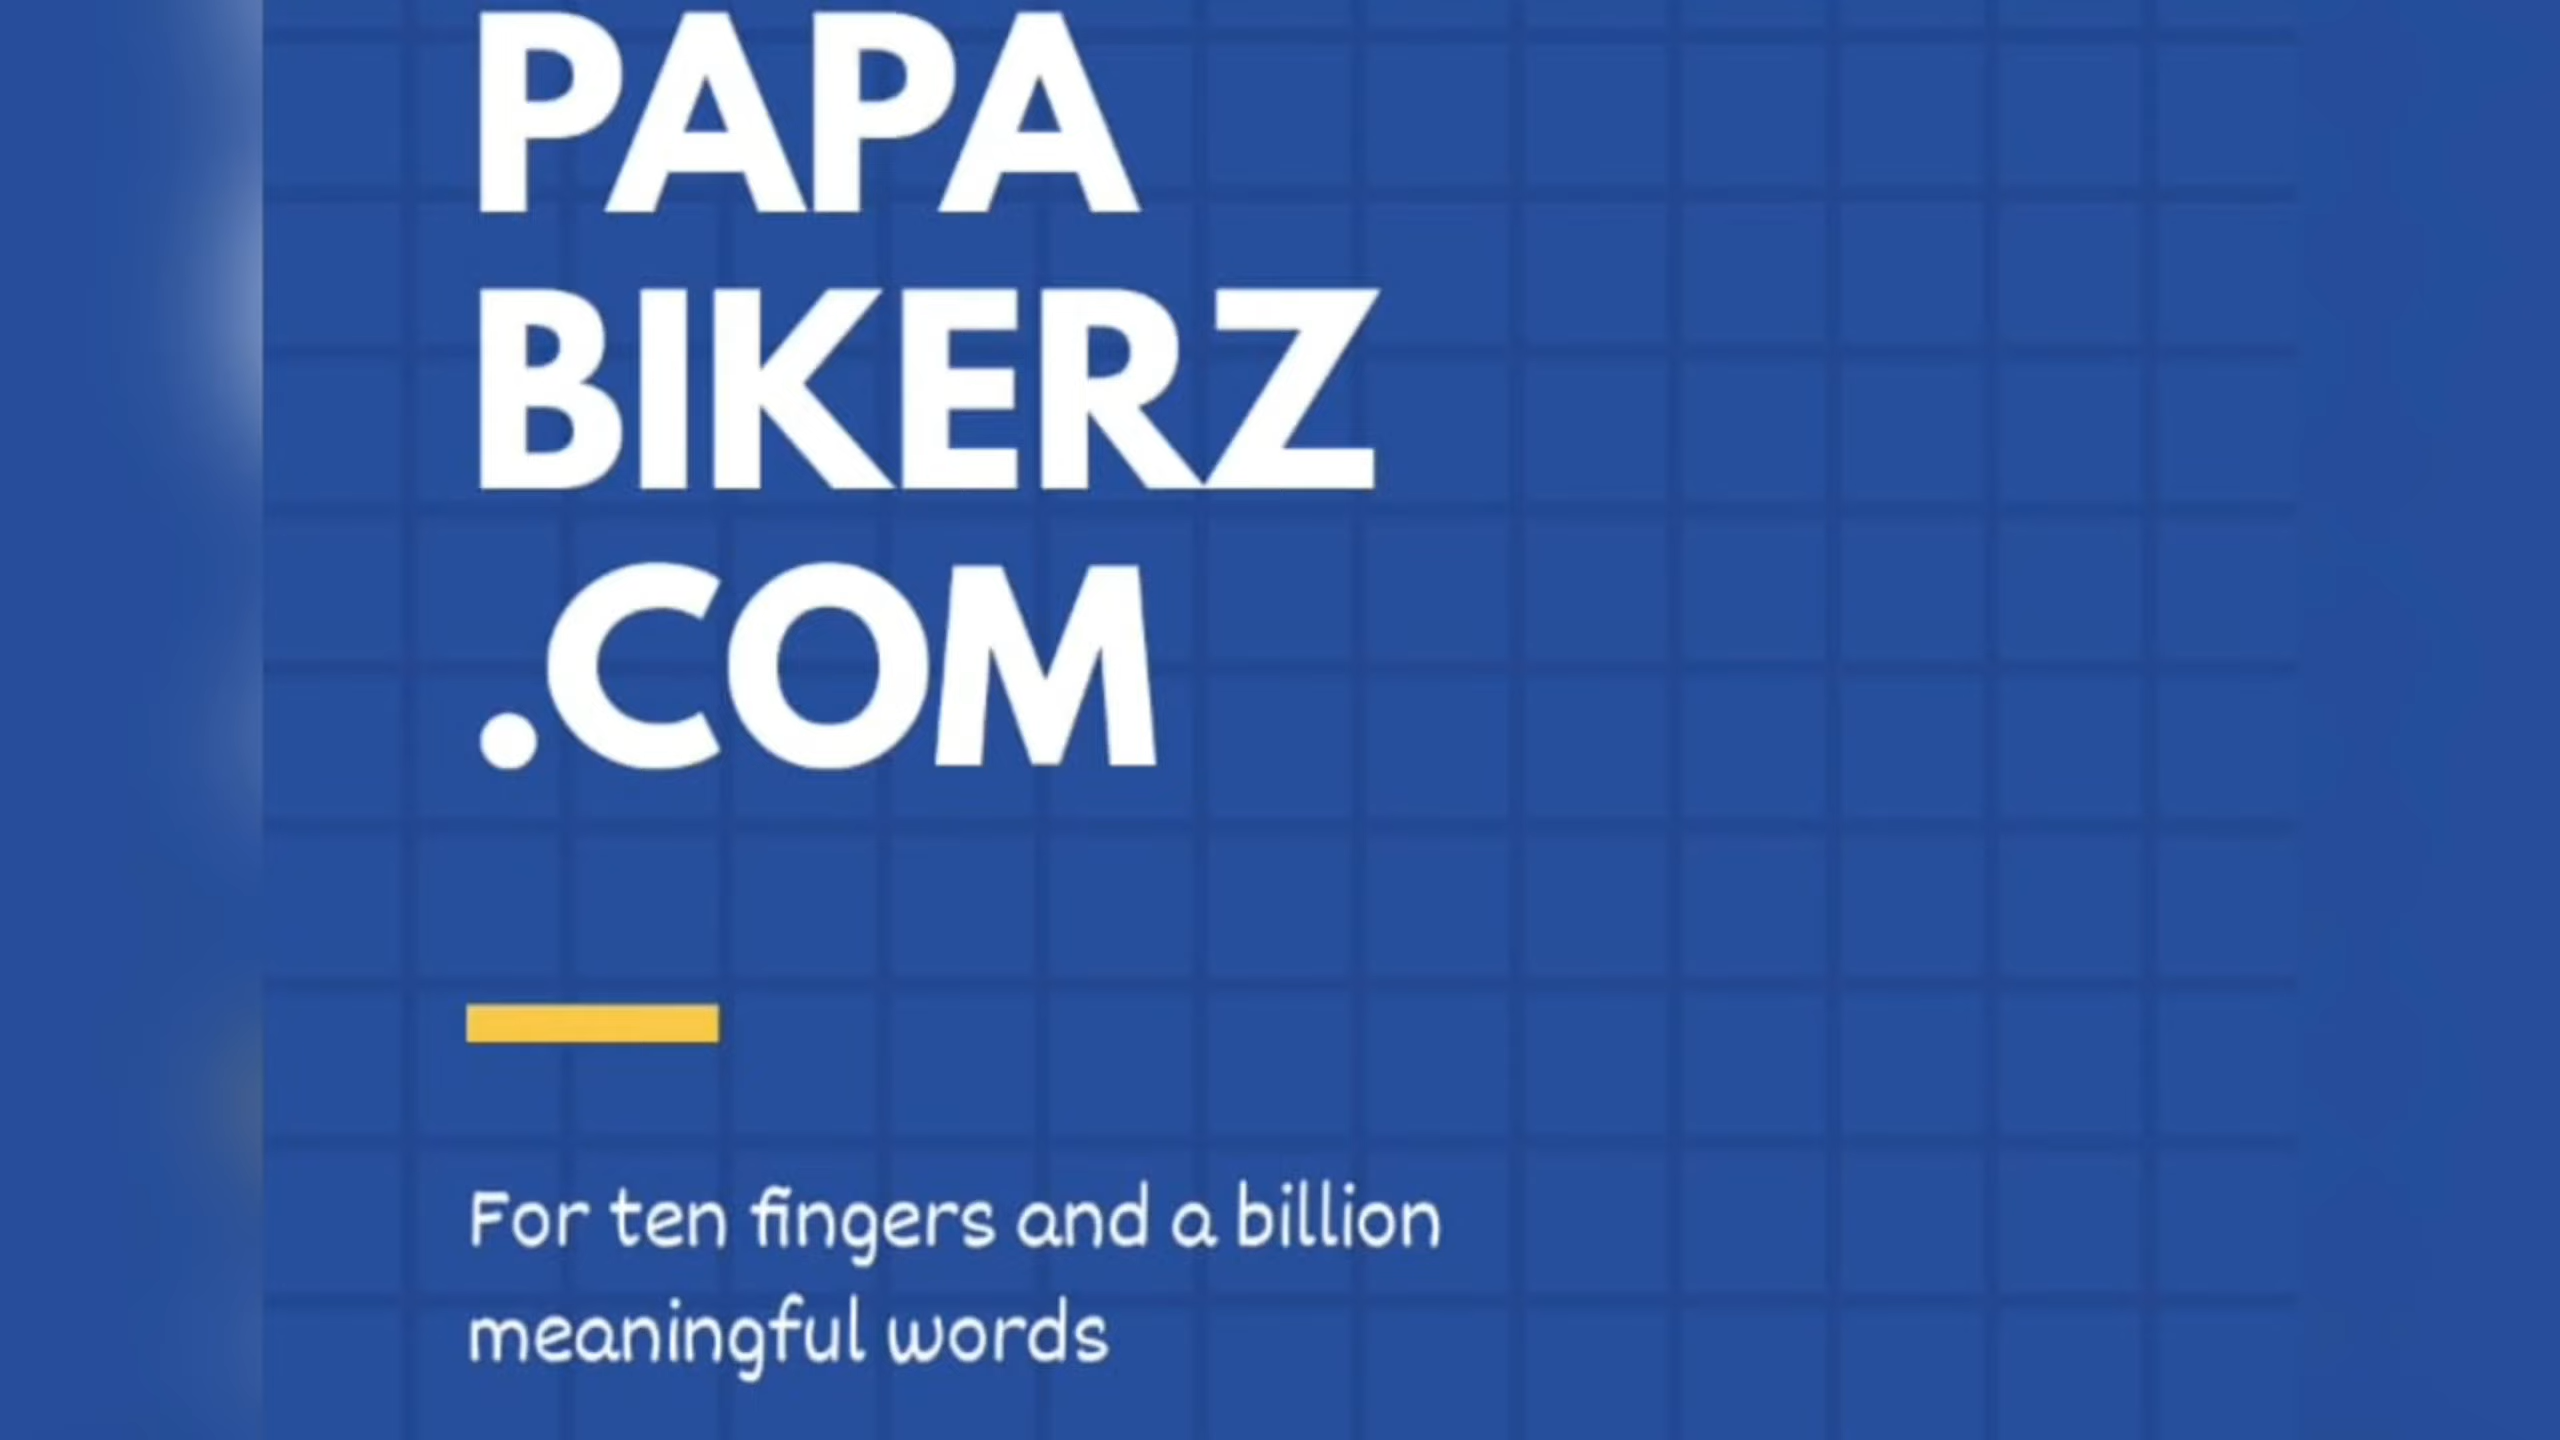 PAPA
BIKERZ
.COM
For ten fingers and a billion
meaningful words